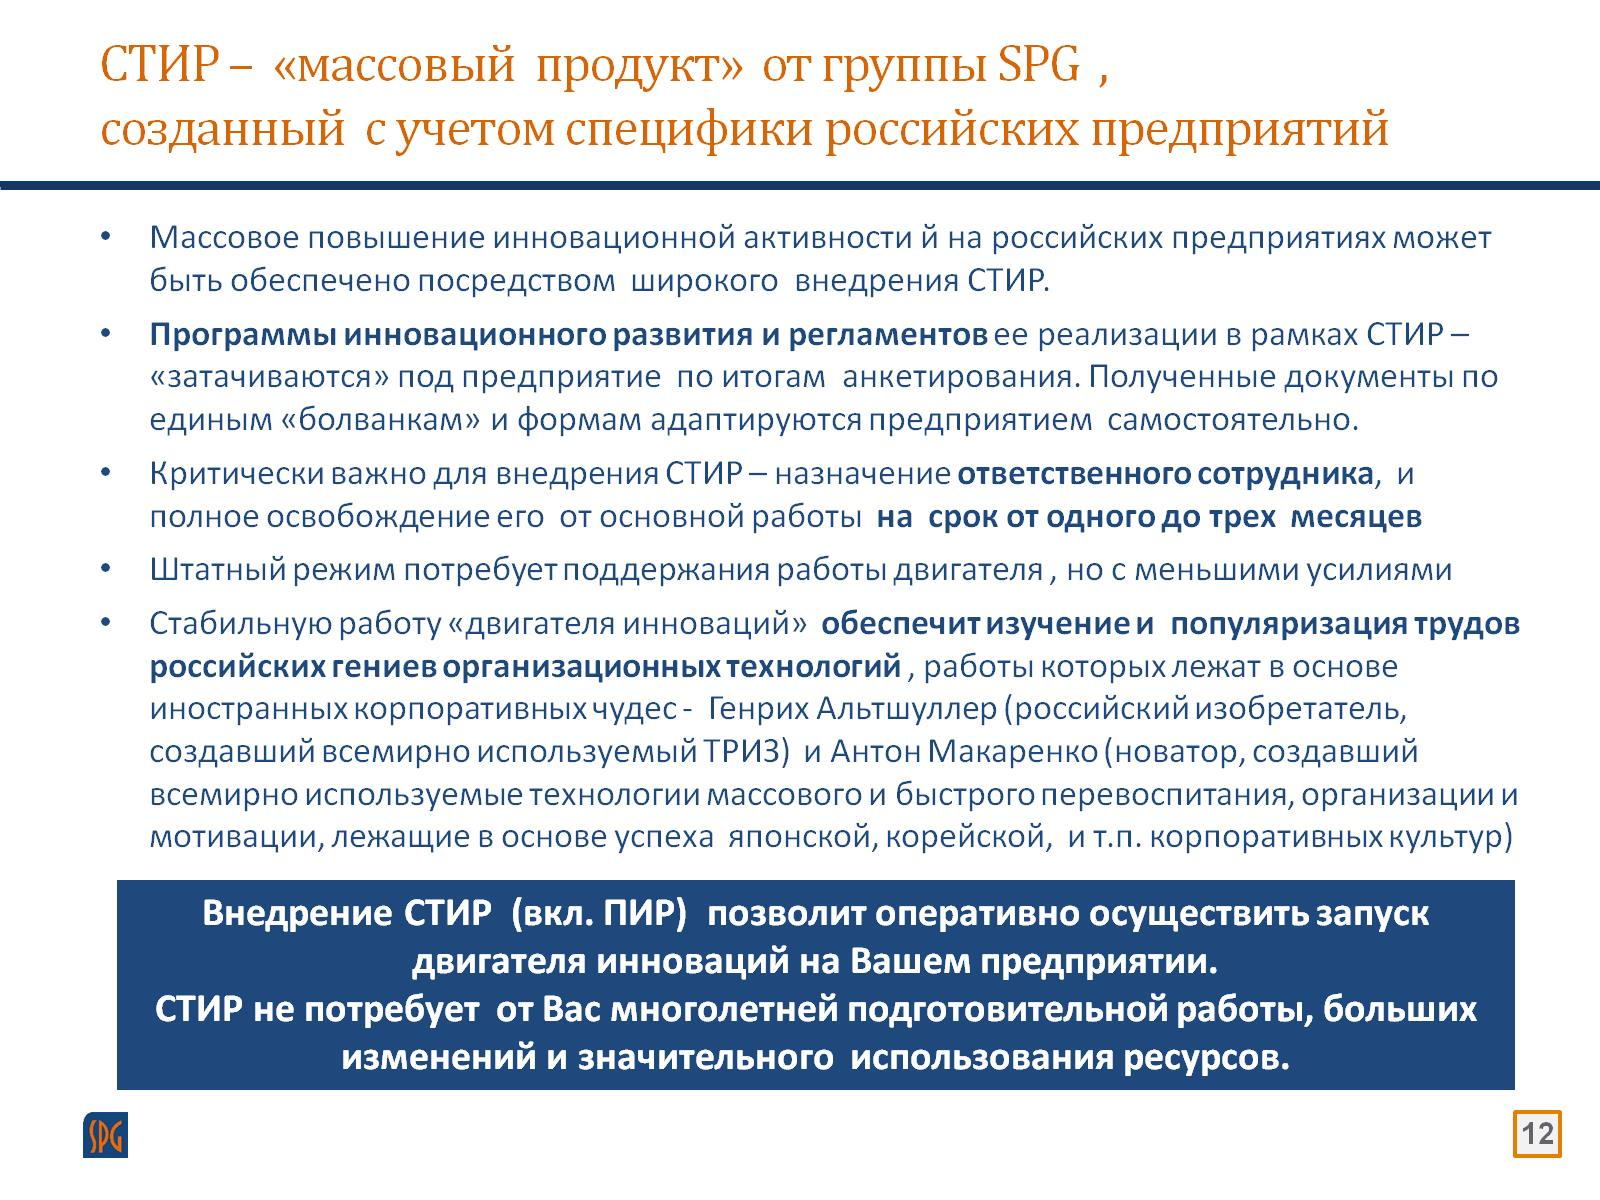 СТИР – «массовый продукт» от группы SPG ,
созданный с учетом специфики российских предприятий
• Массовое повышение инновационной активности й на российских предприятиях может
быть обеспечено посредством широкого внедрения СТИР.
• Программы инновационного развития и регламентов ее реализации в рамках СТИР –
«затачиваются» под предприятие по итогам анкетирования. Полученные документы по
единым «болванкам» и формам адаптируются предприятием самостоятельно.
• Критически важно для внедрения СТИР – назначение ответственного сотрудника, и
полное освобождение его от основной работы на срок от одного до трех месяцев
• Штатный режим потребует поддержания работы двигателя , но с меньшими усилиями
• Стабильную работу «двигателя инноваций» обеспечит изучение и популяризация трудов
российских гениев организационных технологий , работы которых лежат в основе
иностранных корпоративных чудес - Генрих Альтшуллер (российский изобретатель,
создавший всемирно используемый ТРИЗ) и Антон Макаренко (новатор, создавший
всемирно используемые технологии массового и быстрого перевоспитания, организации и
мотивации, лежащие в основе успеха японской, корейской, и т.п. корпоративных культур)
Внедрение СТИР (вкл. ПИР) позволит оперативно осуществить запуск
двигателя инноваций на Вашем предприятии.
СТИР не потребует от Вас многолетней подготовительной работы, больших
изменений и значительного использования ресурсов.
SPG
12